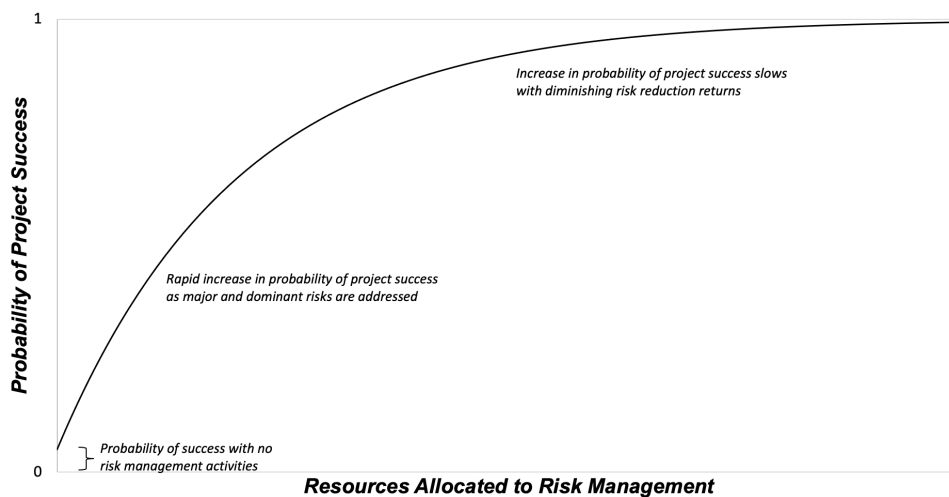 1
Increase in probability of project success slows
with diminishing risk reduction returns
Probability of Project Success
Rapid increase in probability of project success
as major and dominant risks are addressed
Probability of success with no
risk management activities
0
Resources Allocated to Risk Management